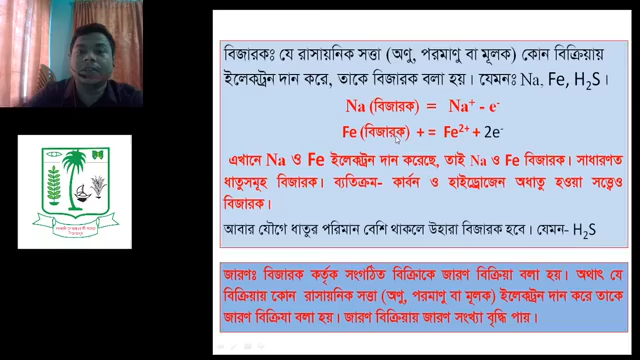 বিজারকঃ যে রাসায়নিক সত্তা (অণু, পরমাণু বা মূলক) কোন বিক্রিয়ায়
ইলেকট্রন দান করে, তাকে বিজারক বলা হয়। যেমনঃ Na, Fe, H₂S।
Na (বিজারক) = Na⁺ - e⁻
Fe (বিজারক) + = Fe²⁺ + 2e⁻
এখানে Na ও Fe ইলেকট্রন দান করেছে, তাই Na ও Fe বিজারক। সাধারণত
ধাতুসমূহ বিজারক। ব্যতিক্রম- কার্বন ও হাইড্রোজেন অধাতু হওয়া সত্ত্বেও
বিজারক।
আবার যৌগে ধাতুর পরিমান বেশি থাকলে উহারা বিজারক হবে। যেমন- H₂S
জারণঃ বিজারক কর্তৃক সংগঠিত বিক্রিাকে জারণ বিক্রিয়া বলা হয়। অথাৎ যে
বিক্রিয়ায় কোন রাসায়নিক সত্তা (অণু, পরমাণু বা মূলক) ইলেকট্রন দান করে তাকে
জারণ বিক্রিয়া বলা হয়। জারণ বিক্রিয়ায় জারণ সংখ্যা বৃদ্ধি পায়।